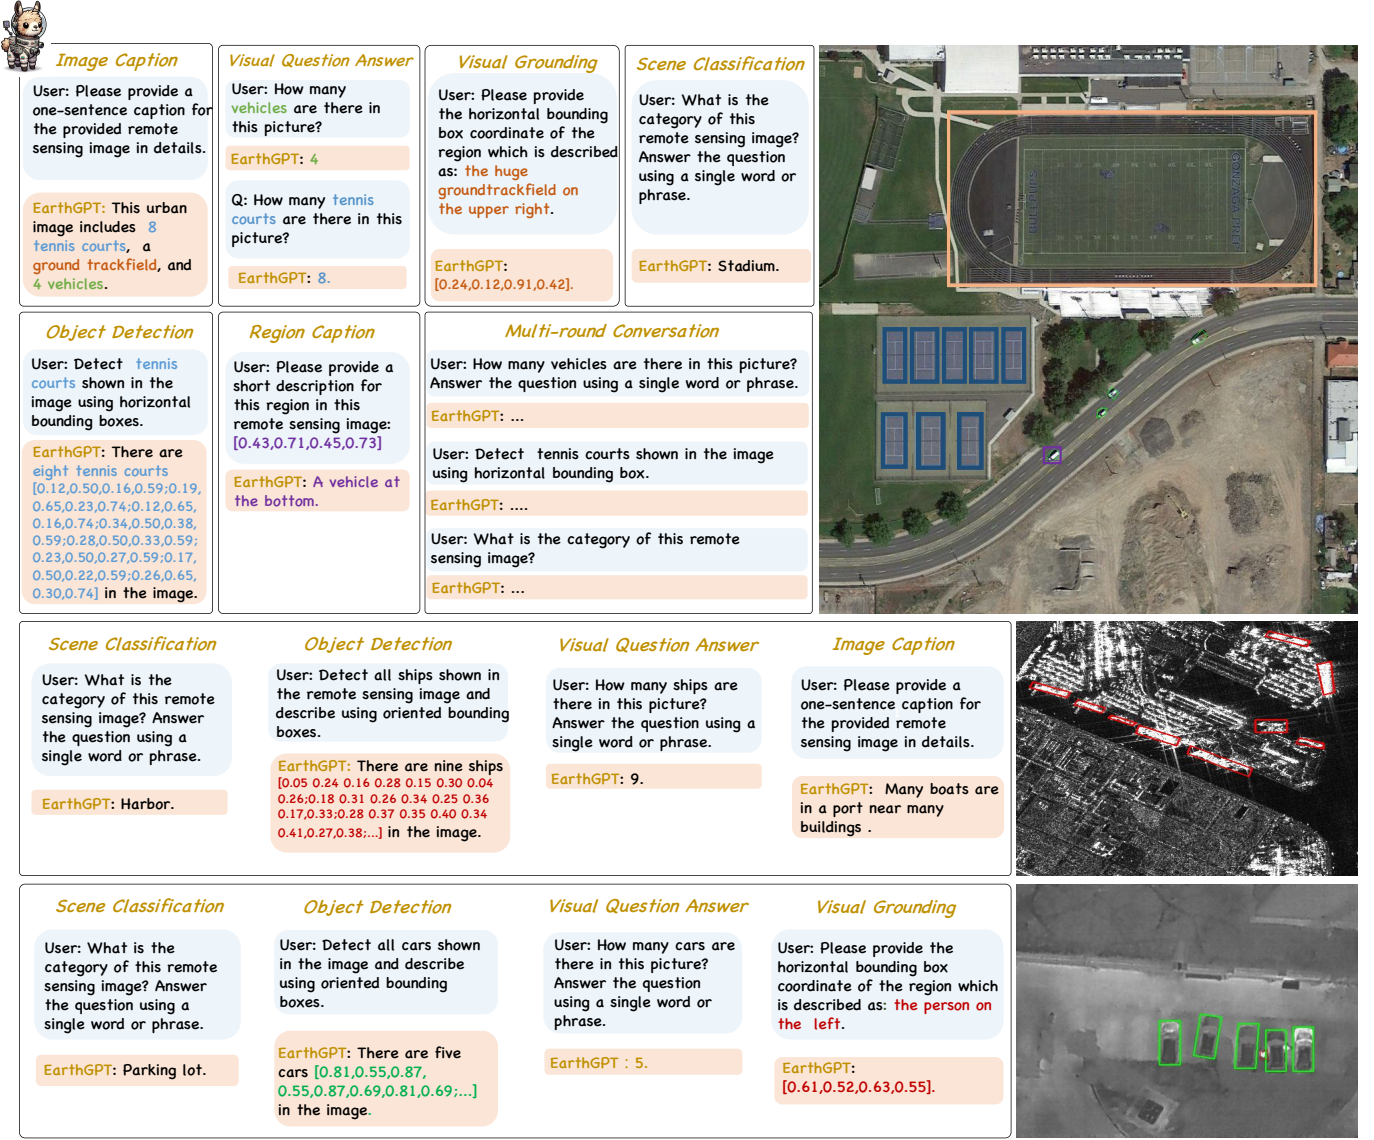 Image Caption
User: Please provide a
one-sentence caption for
the provided remote
sensing image in details.
EarthGPT: This urban
image includes 8
tennis courts, a
ground trackfield, and
4 vehicles.
Visual Question Answer
User: How many
vehicles are there in
this picture?
EarthGPT: 4
Q: How many tennis
courts are there in this
picture?
EarthGPT: 8.
Visual Grounding
User: Please provide
the horizontal bounding
box coordinate of the
region which is described
as: the huge
groundtrackfield on
the upper right.
EarthGPT:
[0.24,0.12,0.91,0.42].
Scene Classification
User: What is the
category of this
remote sensing image?
Answer the question
using a single word or
phrase.
EarthGPT: Stadium.
GONZAGA PREP
BULLPUPS
Object Detection
User: Detect tennis
courts shown in the
image using horizontal
bounding boxes.
EarthGPT: There are
eight tennis courts
[0.12,0.50,0.16,0.59;0.19,
0.65,0.23,0.74;0.12,0.65,
0.16,0.74;0.34,0.50,0.38,
0.59;0.28,0.50,0.33,0.59;
0.23,0.50,0.27,0.59;0.17,
0.50,0.22,0.59;0.26,0.65,
0.30,0.74] in the image.
Region Caption
User: Please provide a
short description for
this region in this
remote sensing image:
[0.43,0.71,0.45,0.73]
EarthGPT: A vehicle at
the bottom.
Multi-round Conversation
User: How many vehicles are there in this picture?
Answer the question using a single word or phrase.
EarthGPT: ...
User: Detect tennis courts shown in the image
using horizontal bounding box.
EarthGPT: ....
User: What is the category of this remote
sensing image?
EarthGPT: ...
Scene Classification
User: What is the
category of this remote
sensing image? Answer
the question using a
single word or phrase.
EarthGPT: Harbor.
Object Detection
User: Detect all ships shown in
the remote sensing image and
describe using oriented bounding
boxes.
EarthGPT: There are nine ships
[0.05 0.24 0.16 0.28 0.15 0.30 0.04
0.26;0.18 0.31 0.26 0.34 0.25 0.36
0.17,0.33;0.28 0.37 0.35 0.40 0.34
0.41,0.27,0.38;...] in the image.
Visual Question Answer
User: How many ships are
there in this picture?
Answer the question using a
single word or phrase.
EarthGPT: 9.
Image Caption
User: Please provide a
one-sentence caption for
the provided remote
sensing image in details.
EarthGPT: Many boats are
in a port near many
buildings .
Scene Classification
User: What is the
category of this remote
sensing image? Answer
the question using a
single word or phrase.
EarthGPT: Parking lot.
Object Detection
User: Detect all cars shown
in the image and describe
using oriented bounding
boxes.
EarthGPT: There are five
cars [0.81,0.55,0.87,
0.55,0.87,0.69,0.81,0.69;...]
in the image.
Visual Question Answer
User: How many cars are
there in this picture?
Answer the question
using a single word or
phrase.
EarthGPT : 5.
Visual Grounding
User: Please provide the
horizontal bounding box
coordinate of the region which
is described as: the person on
the left.
EarthGPT:
[0.61,0.52,0.63,0.55].